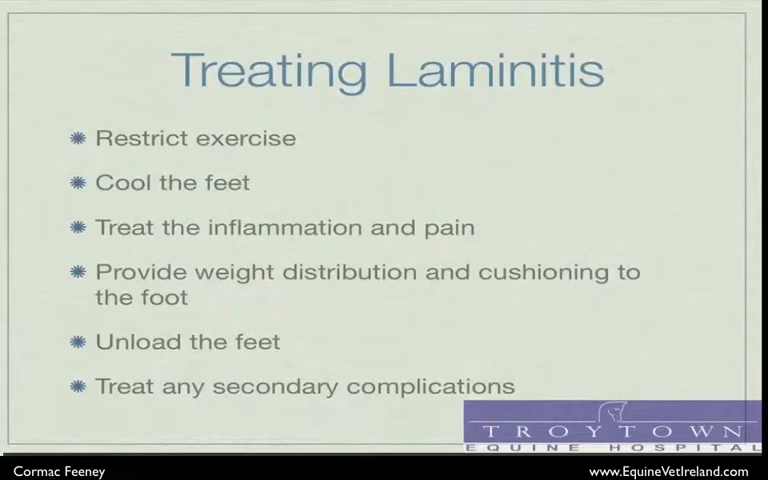 Treating Laminitis
Restrict exercise
Cool the feet
Treat the inflammation and pain
Provide weight distribution and cushioning to
the foot
Unload the feet
Treat any secondary complications
TROYTOWN
EQUINE HOSPITAL
Cormac Feeney
www.EquineVetIreland.com